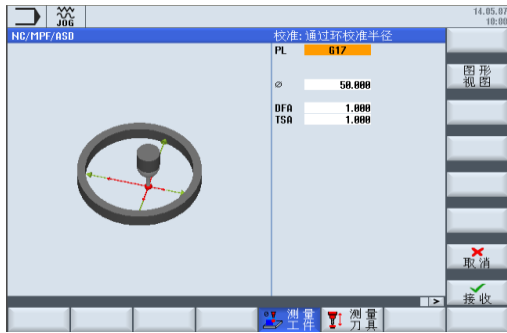 JOG
14.05.07
10:00
NC/MPF/ASD
校准: 通过环校准半径
PL G17
图形
视图
∅ 50.000
DFA 1.000
TSA 1.000
取消
接收
>
测量
工件
测量
刀具